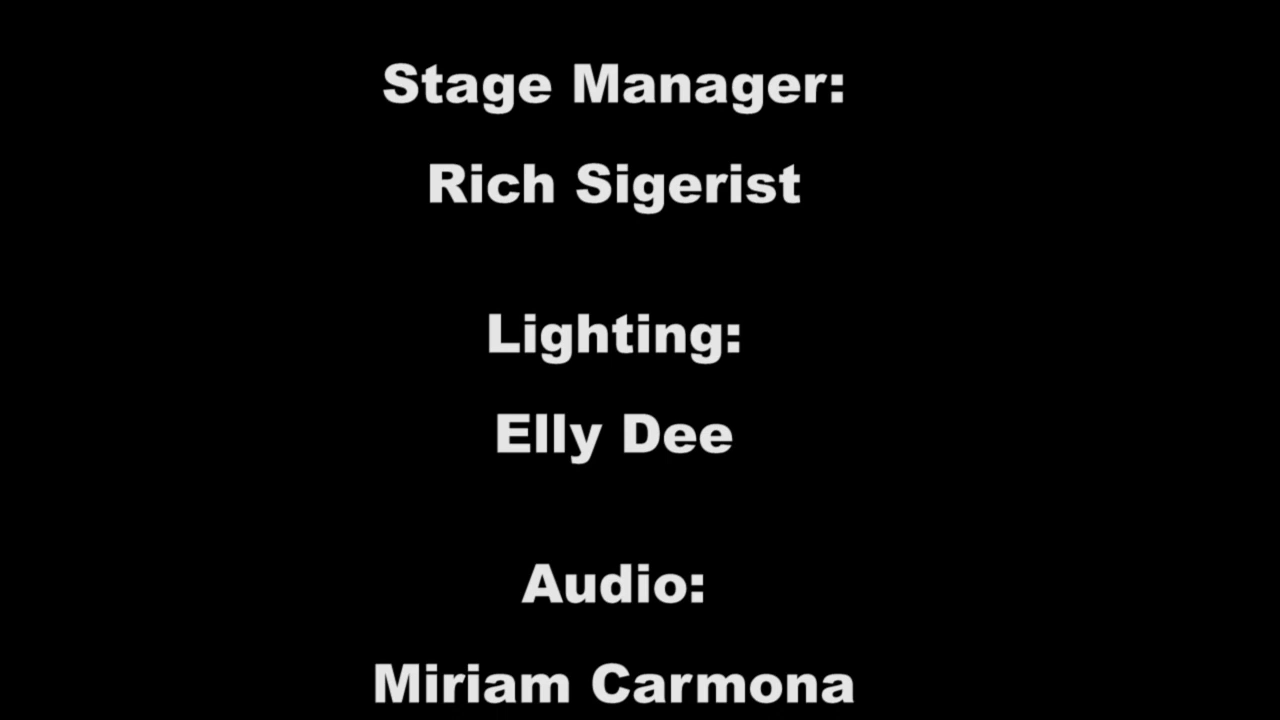 Stage Manager:
Rich Sigerist
Lighting:
Elly Dee
Audio:
Miriam Carmona